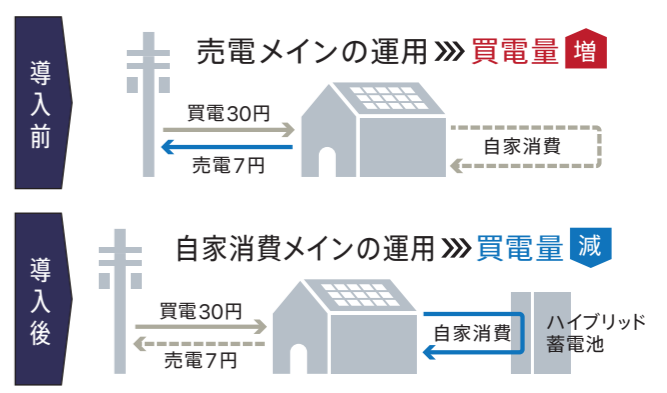 導入前
売電メインの運用>>>買電量 増
買電30円
売電7円
自家消費
導入後
自家消費メインの運用>>>買電量 減
買電30円
売電7円
自家消費
ハイブリッド
蓄電池